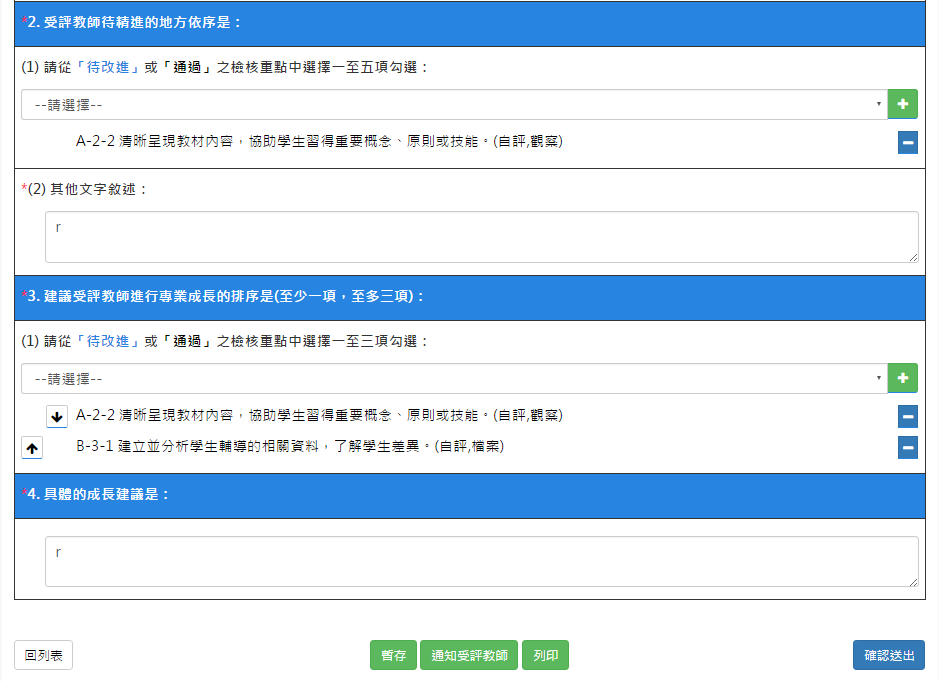 *2. 受評教師待精進的地方依序是：
(1) 請從「待改進」或「通過」之檢核重點中選擇一至五項勾選：
--請選擇--
A-2-2 清晰呈現教材內容，協助學生習得重要概念、原則或技能。(自評,觀察)
*(2) 其他文字敘述：
r
*3. 建議受評教師進行專業成長的排序是(至少一項，至多三項)：
(1) 請從「待改進」或「通過」之檢核重點中選擇一至三項勾選：
--請選擇--
A-2-2 清晰呈現教材內容，協助學生習得重要概念、原則或技能。(自評,觀察)
B-3-1 建立並分析學生輔導的相關資料，了解學生差異。(自評,檔案)
*4. 具體的成長建議是：
r
回列表 暫存 通知受評教師 列印 確認送出